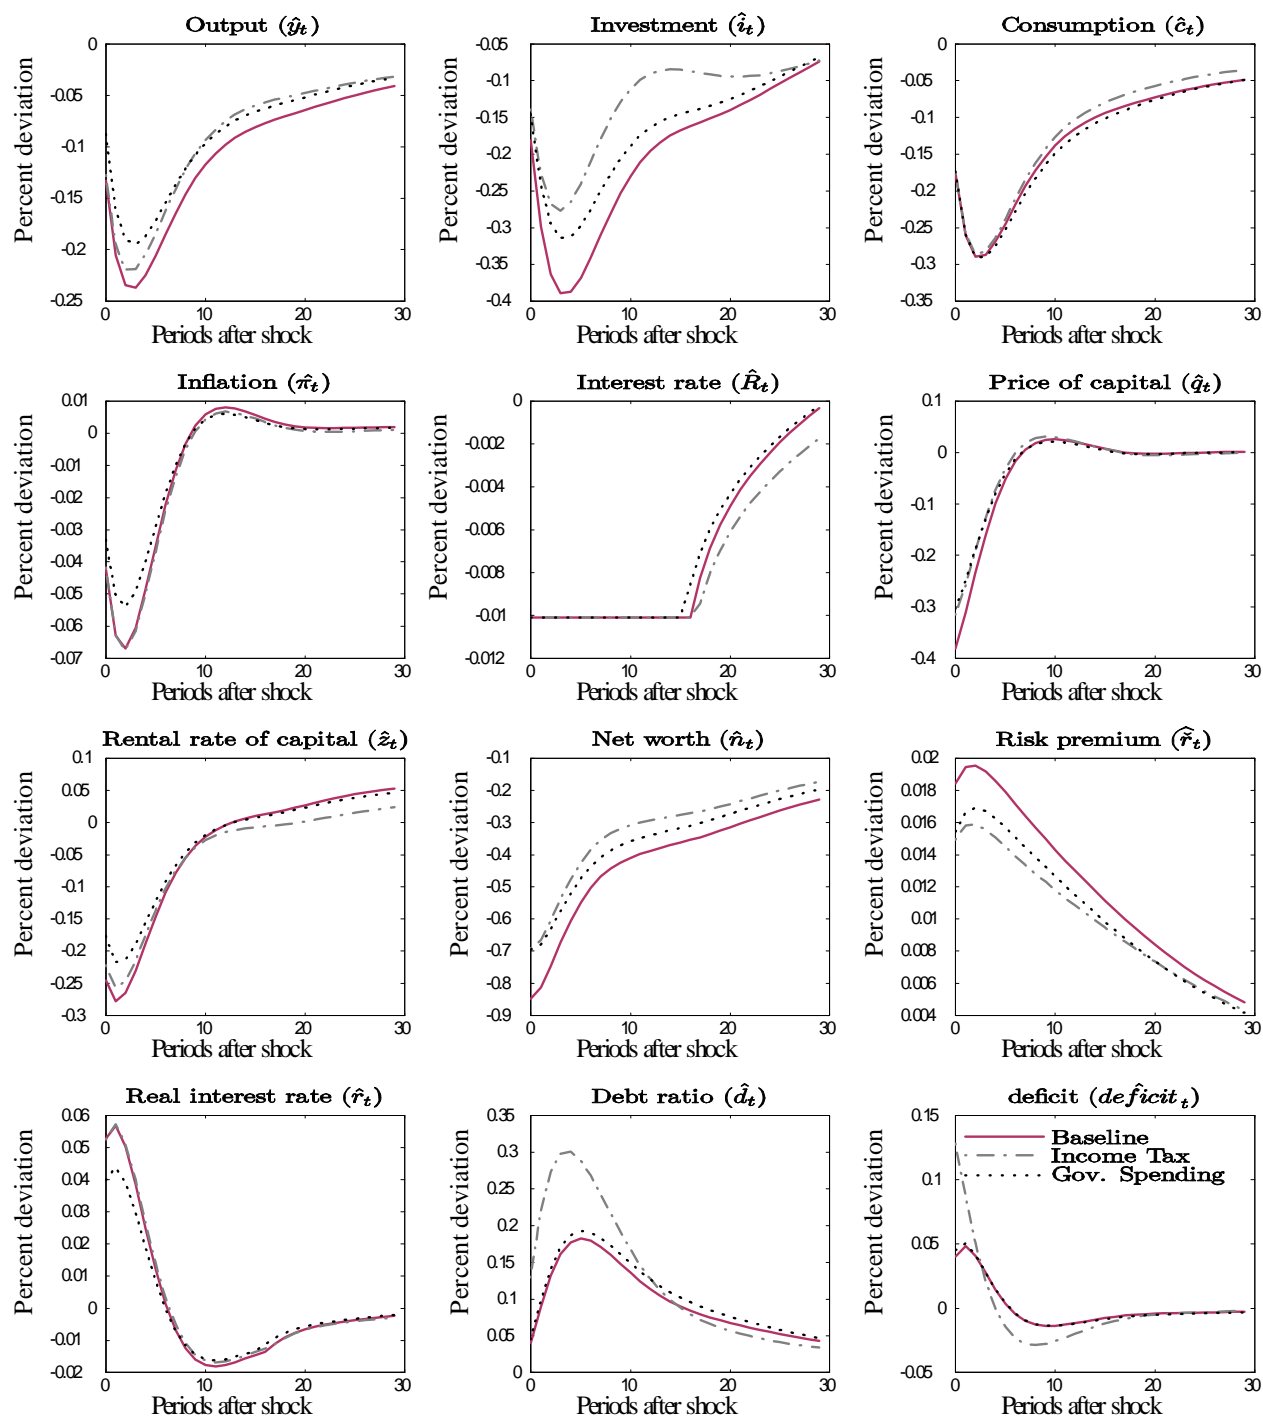 Output (ŷt) Investment (î̂t) Consumption (ĉt)
Percent deviation Percent deviation Percent deviation
0 -0.05 -0.1 -0.15 -0.2 -0.25
-0.05 -0.1 -0.15 -0.2 -0.25 -0.3 -0.35 -0.4
0 -0.05 -0.1 -0.15 -0.2 -0.25 -0.3 -0.35
0 10 20 30 0 10 20 30 0 10 20 30
Periods after shock Periods after shock Periods after shock
Inflation (π̂t) Interest rate (R̂t) Price of capital (q̂t)
Percent deviation Percent deviation Percent deviation
0.01 0 -0.01 -0.02 -0.03 -0.04 -0.05 -0.06 -0.07
0 -0.002 -0.004 -0.006 -0.008 -0.01 -0.012
0.1 0 -0.1 -0.2 -0.3 -0.4
0 10 20 30 0 10 20 30 0 10 20 30
Periods after shock Periods after shock Periods after shock
Rental rate of capital (ẑt) Net worth (n̂t) Risk premium (r̆̂t)
Percent deviation Percent deviation Percent deviation
0.1 0.05 0 -0.05 -0.1 -0.15 -0.2 -0.25 -0.3
-0.1 -0.2 -0.3 -0.4 -0.5 -0.6 -0.7 -0.8 -0.9
0.02 0.018 0.016 0.014 0.012 0.01 0.008 0.006 0.004
0 10 20 30 0 10 20 30 0 10 20 30
Periods after shock Periods after shock Periods after shock
Real interest rate (r̂t) Debt ratio (d̂t) deficit (deficit̂t)
Percent deviation Percent deviation Percent deviation
0.06 0.05 0.04 0.03 0.02 0.01 0 -0.01 -0.02
0.35 0.3 0.25 0.2 0.15 0.1 0.05 0
0.15 0.1 0.05 0 -0.05
Baseline
Income Tax
Gov. Spending
0 10 20 30 0 10 20 30 0 10 20 30
Periods after shock Periods after shock Periods after shock